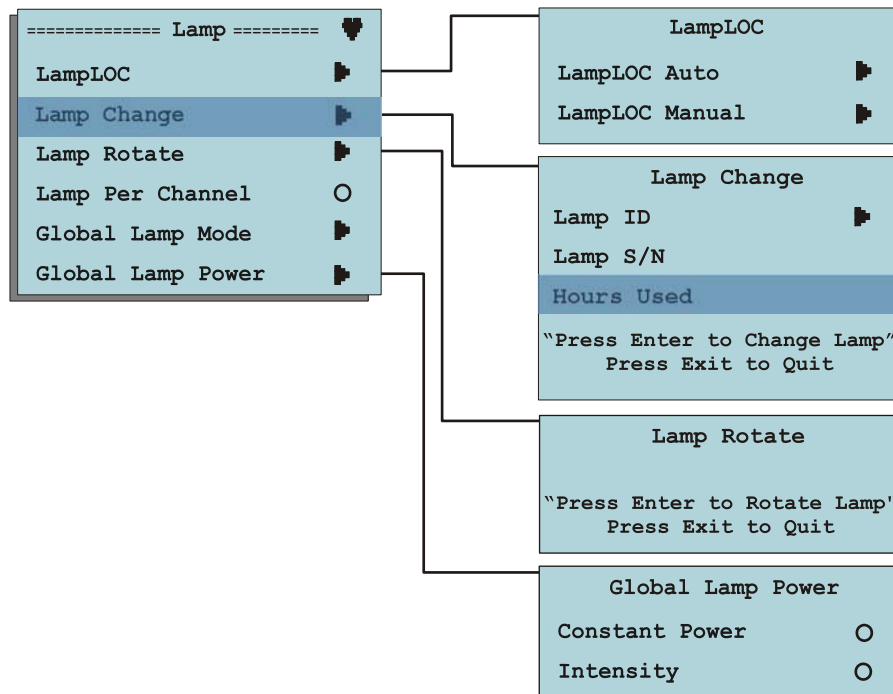 ============= Lamp =========
LampLOC
Lamp Change
Lamp Rotate
Lamp Per Channel
Global Lamp Mode
Global Lamp Power
LampLOC
LampLOC Auto
LampLOC Manual
Lamp Change
Lamp ID
Lamp S/N
Hours Used
“Press Enter to Change Lamp”
Press Exit to Quit
Lamp Rotate
“Press Enter to Rotate Lamp'
Press Exit to Quit
Global Lamp Power
Constant Power
Intensity